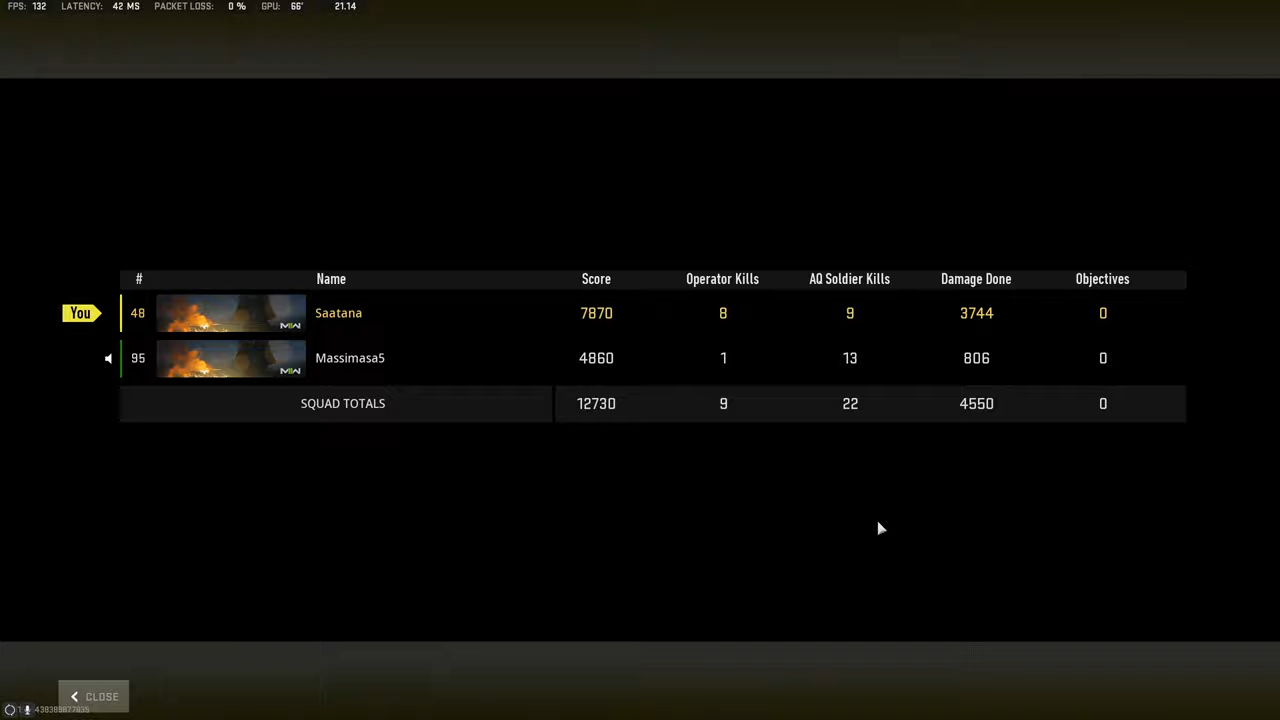 FPS: 132 LATENCY: 42 MS PACKET LOSS: 0 % GPU: 66° 21.14
# Name Score Operator Kills AQ Soldier Kills Damage Done Objectives
You 48 MWII Saatana 7870 8 9 3744 0
95 MWII Massimasa5 4860 1 13 806 0
SQUAD TOTALS 12730 9 22 4550 0
CLOSE